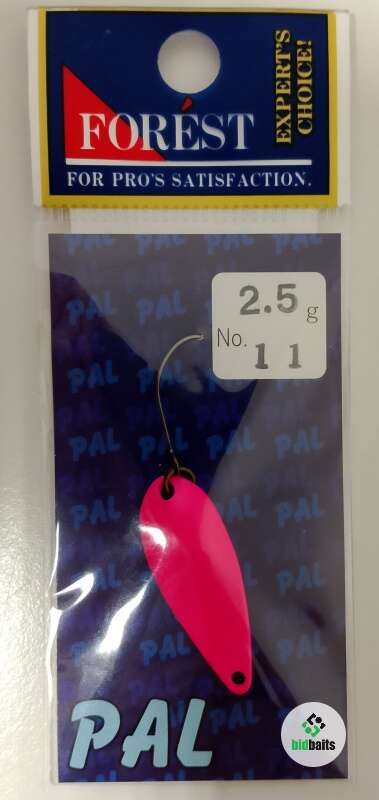 FORÉST
EXPERT'S
CHOICE!
FOR PRO'S SATISFACTION.
2.5 g
No. 11
PAL
bidbaits